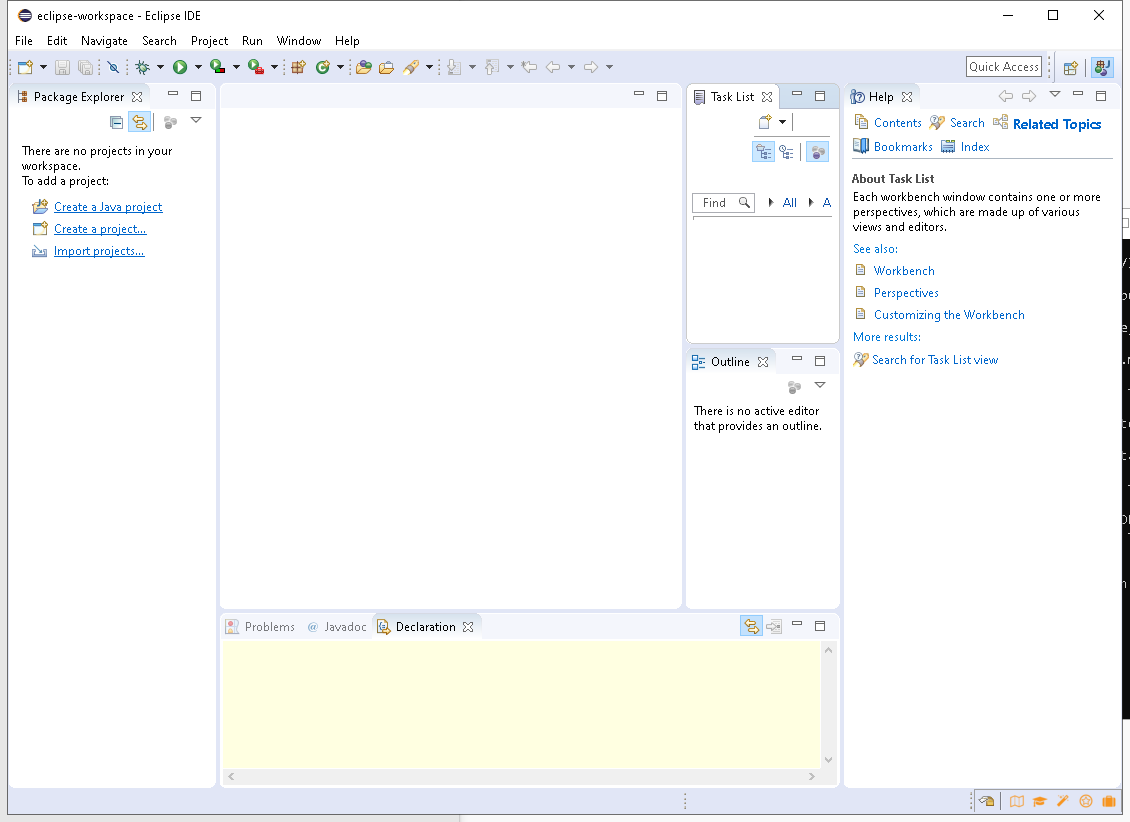 eclipse-workspace - Eclipse IDE
File Edit Navigate Search Project Run Window Help
Quick Access
Package Explorer
There are no projects in your
workspace.
To add a project:
Create a Java project
Create a project...
Import projects...
Task List
Find All A
Outline
There is no active editor
that provides an outline.
Help
Contents Search Related Topics
Bookmarks Index
About Task List
Each workbench window contains one or more
perspectives, which are made up of various
views and editors.
See also:
Workbench
Perspectives
Customizing the Workbench
More results:
Search for Task List view
Problems @ Javadoc Declaration